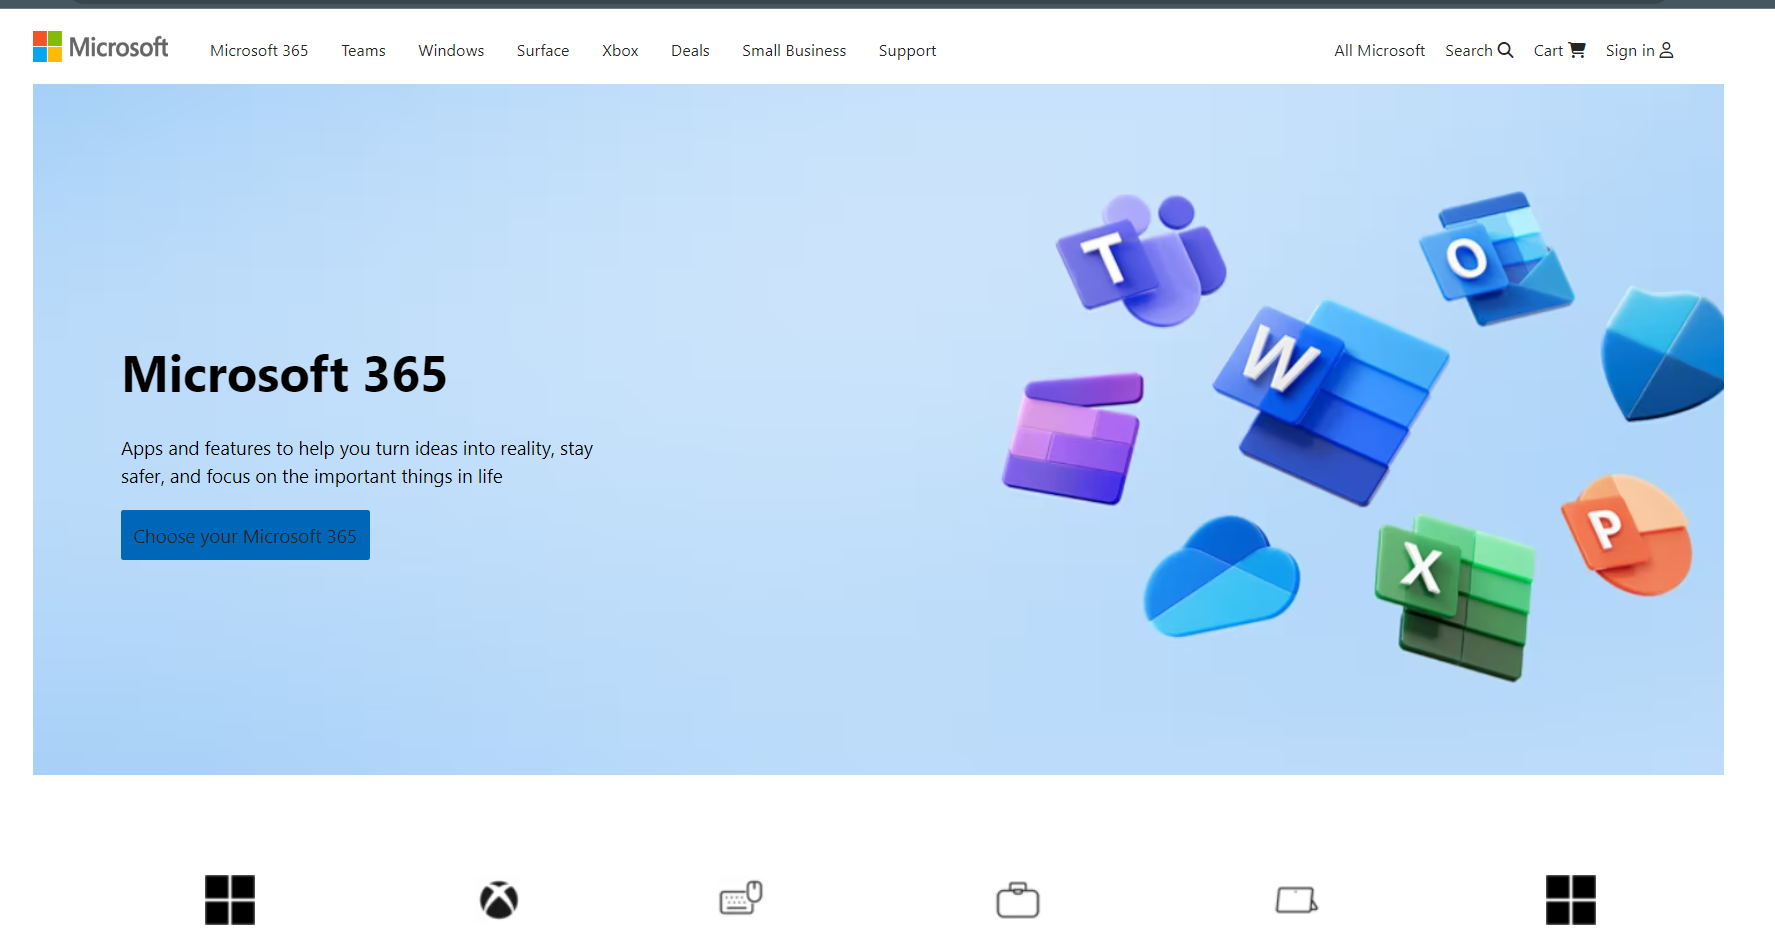 Microsoft
Microsoft 365 Teams Windows Surface Xbox Deals Small Business Support
All Microsoft Search Cart Sign in
T
O
W
X
P
Microsoft 365
Apps and features to help you turn ideas into reality, stay
safer, and focus on the important things in life
Choose your Microsoft 365